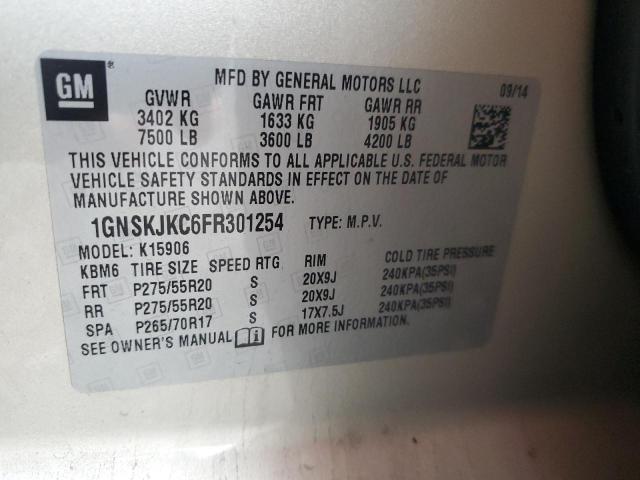 GM
MFD BY GENERAL MOTORS LLC 09/14
GVWR GAWR FRT GAWR RR
3402 KG 1633 KG 1905 KG
7500 LB 3600 LB 4200 LB
THIS VEHICLE CONFORMS TO ALL APPLICABLE U.S. FEDERAL MOTOR
VEHICLE SAFETY STANDARDS IN EFFECT ON THE DATE OF
MANUFACTURE SHOWN ABOVE.
1GNSKJKC6FR301254 TYPE: M.P.V.
MODEL: K15906
KBM6 TIRE SIZE SPEED RTG RIM COLD TIRE PRESSURE
FRT P275/55R20 S 20X9J 240KPA(35PSI)
RR P275/55R20 S 20X9J 240KPA(35PSI)
SPA P265/70R17 S 17X7.5J 240KPA(35PSI)
SEE OWNER'S MANUAL FOR MORE INFORMATION.